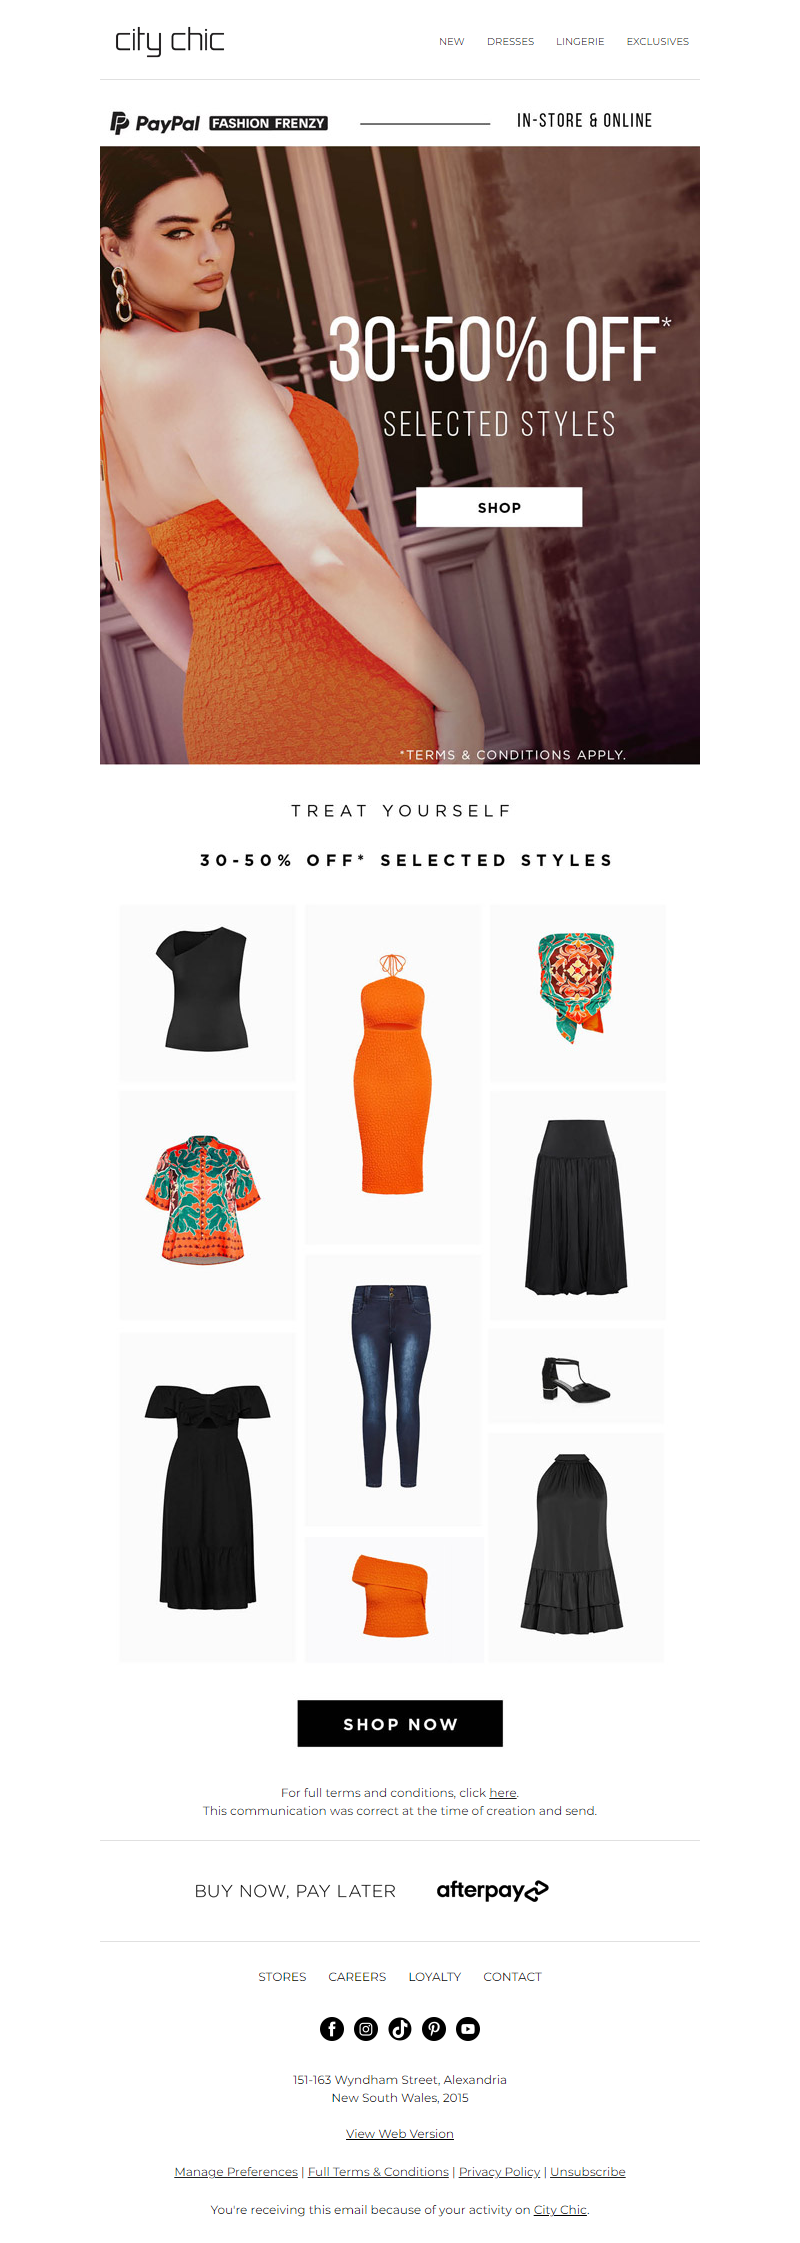 city chic
NEW DRESSES LINGERIE EXCLUSIVES
PayPal FASHION FRENZY IN-STORE & ONLINE
30-50% OFF*
SELECTED STYLES
SHOP
*TERMS & CONDITIONS APPLY.
TREAT YOURSELF
30-50% OFF* SELECTED STYLES
SHOP NOW
For full terms and conditions, click here.
This communication was correct at the time of creation and send.
BUY NOW, PAY LATER afterpay
STORES CAREERS LOYALTY CONTACT
151-163 Wyndham Street, Alexandria
New South Wales, 2015
View Web Version
Manage Preferences | Full Terms & Conditions | Privacy Policy | Unsubscribe
You're receiving this email because of your activity on City Chic.